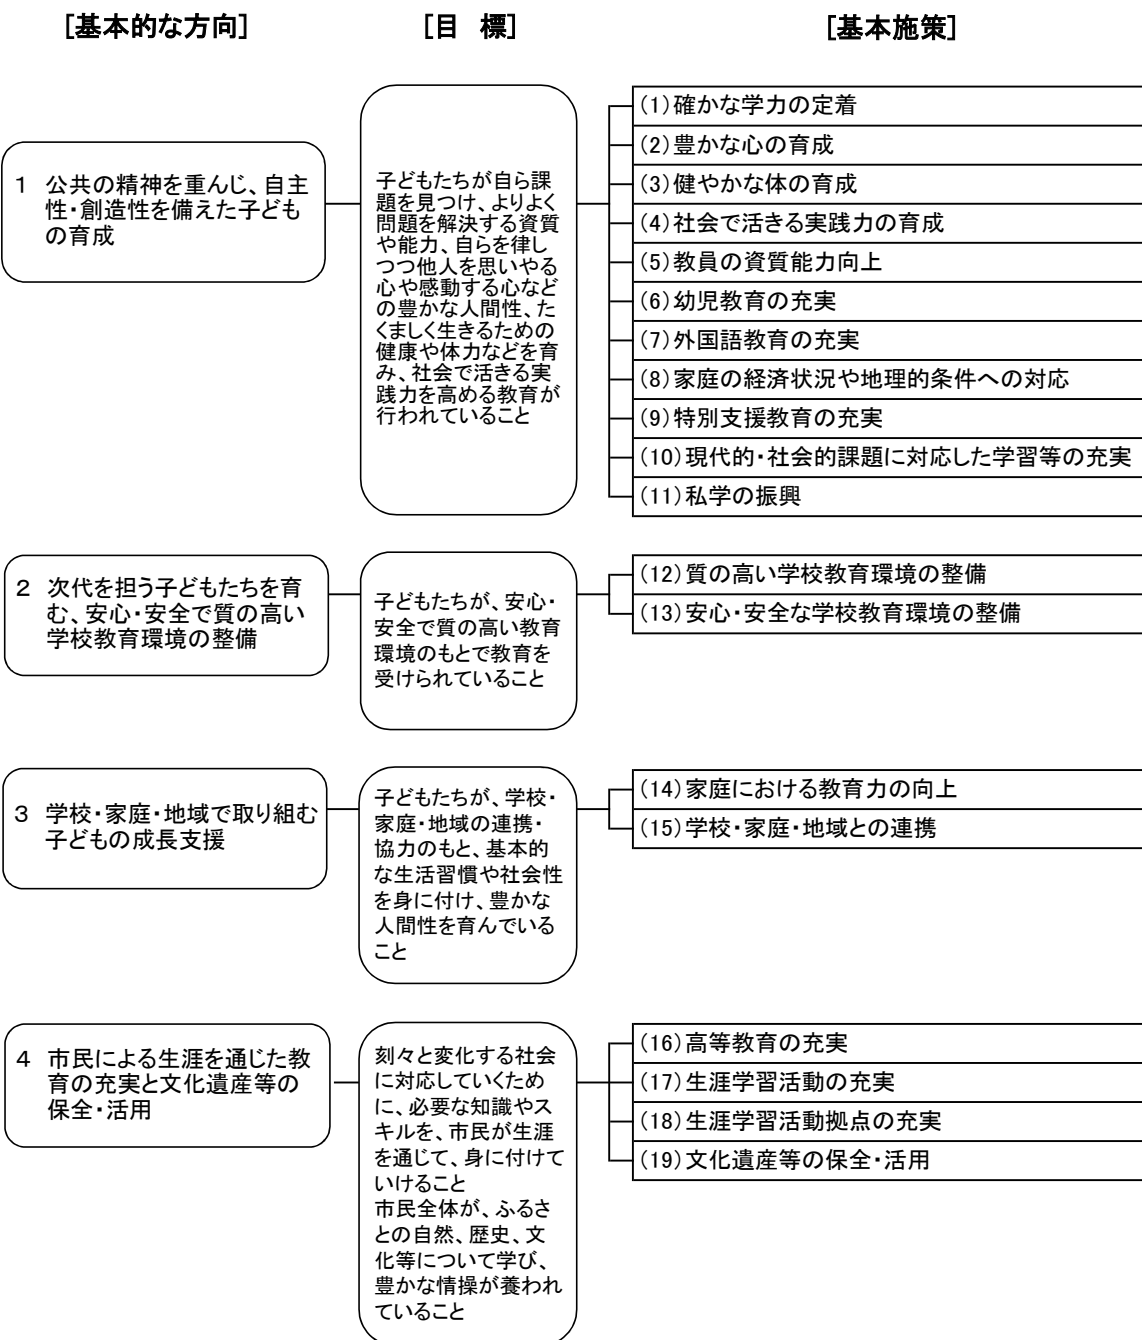 [基本的な方向]
[目　標]
[基本施策]
1　公共の精神を重んじ、自主
性・創造性を備えた子ども
の育成
子どもたちが自ら課
題を見つけ、よりよく
問題を解決する資質
や能力、自らを律し
つつ他人を思いやる
心や感動する心など
の豊かな人間性、た
くましく生きるための
健康や体力などを育
み、社会で活きる実
践力を高める教育が
行われていること
(1)確かな学力の定着
(2)豊かな心の育成
(3)健やかな体の育成
(4)社会で活きる実践力の育成
(5)教員の資質能力向上
(6)幼児教育の充実
(7)外国語教育の充実
(8)家庭の経済状況や地理的条件への対応
(9)特別支援教育の充実
(10)現代的・社会的課題に対応した学習等の充実
(11)私学の振興
2　次代を担う子どもたちを育
む、安心・安全で質の高い
学校教育環境の整備
子どもたちが、安心・
安全で質の高い教育
環境のもとで教育を
受けられていること
(12)質の高い学校教育環境の整備
(13)安心・安全な学校教育環境の整備
3　学校・家庭・地域で取り組む
子どもの成長支援
子どもたちが、学校・
家庭・地域の連携・
協力のもと、基本的
な生活習慣や社会性
を身に付け、豊かな
人間性を育んでいる
こと
(14)家庭における教育力の向上
(15)学校・家庭・地域との連携
4　市民による生涯を通じた教
育の充実と文化遺産等の
保全・活用
刻々と変化する社会
に対応していくため
に、必要な知識やス
キルを、市民が生涯
を通じて、身に付けて
いけること
市民全体が、ふるさ
との自然、歴史、文
化等について学び、
豊かな情操が養われ
ていること
(16)高等教育の充実
(17)生涯学習活動の充実
(18)生涯学習活動拠点の充実
(19)文化遺産等の保全・活用